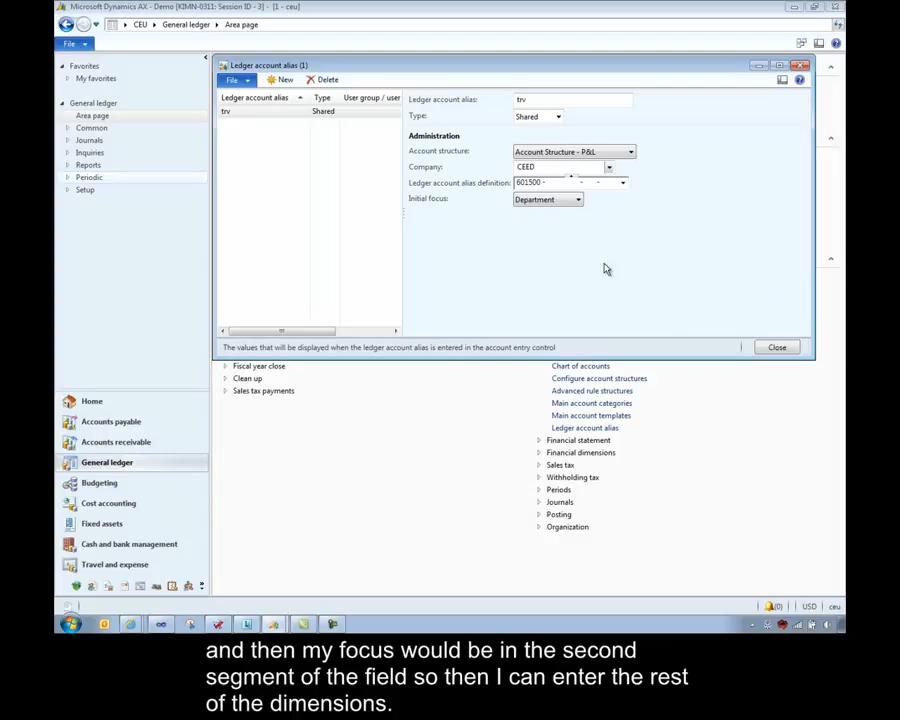 Microsoft Dynamics AX - Demo [KIMN-0311: Session ID - 3] - [1 - ceu]
CEU
General ledger
Area page
File
Favorites
My favorites
General ledger
Area page
Common
Journals
Inquiries
Reports
Periodic
Setup
Ledger account alias (1)
File
New
Delete
Ledger account alias
Type
User group / user
trv
Shared
Ledger account alias:
trv
Type:
Shared
Administration
Account structure:
Account Structure - P&L
Company:
CEED
Ledger account alias definition:
601500 - - -
Initial focus:
Department
The values that will be displayed when the ledger account alias is entered in the account entry control
Close
Fiscal year close
Clean up
Sales tax payments
Chart of accounts
Configure account structures
Advanced rule structures
Main account categories
Main account templates
Ledger account alias
Financial statement
Financial dimensions
Sales tax
Withholding tax
Periods
Journals
Posting
Organization
Home
Accounts payable
Accounts receivable
General ledger
Budgeting
Cost accounting
Fixed assets
Cash and bank management
Travel and expense
(0)
USD
ceu
and then my focus would be in the second
segment of the field so then I can enter the rest
of the dimensions.